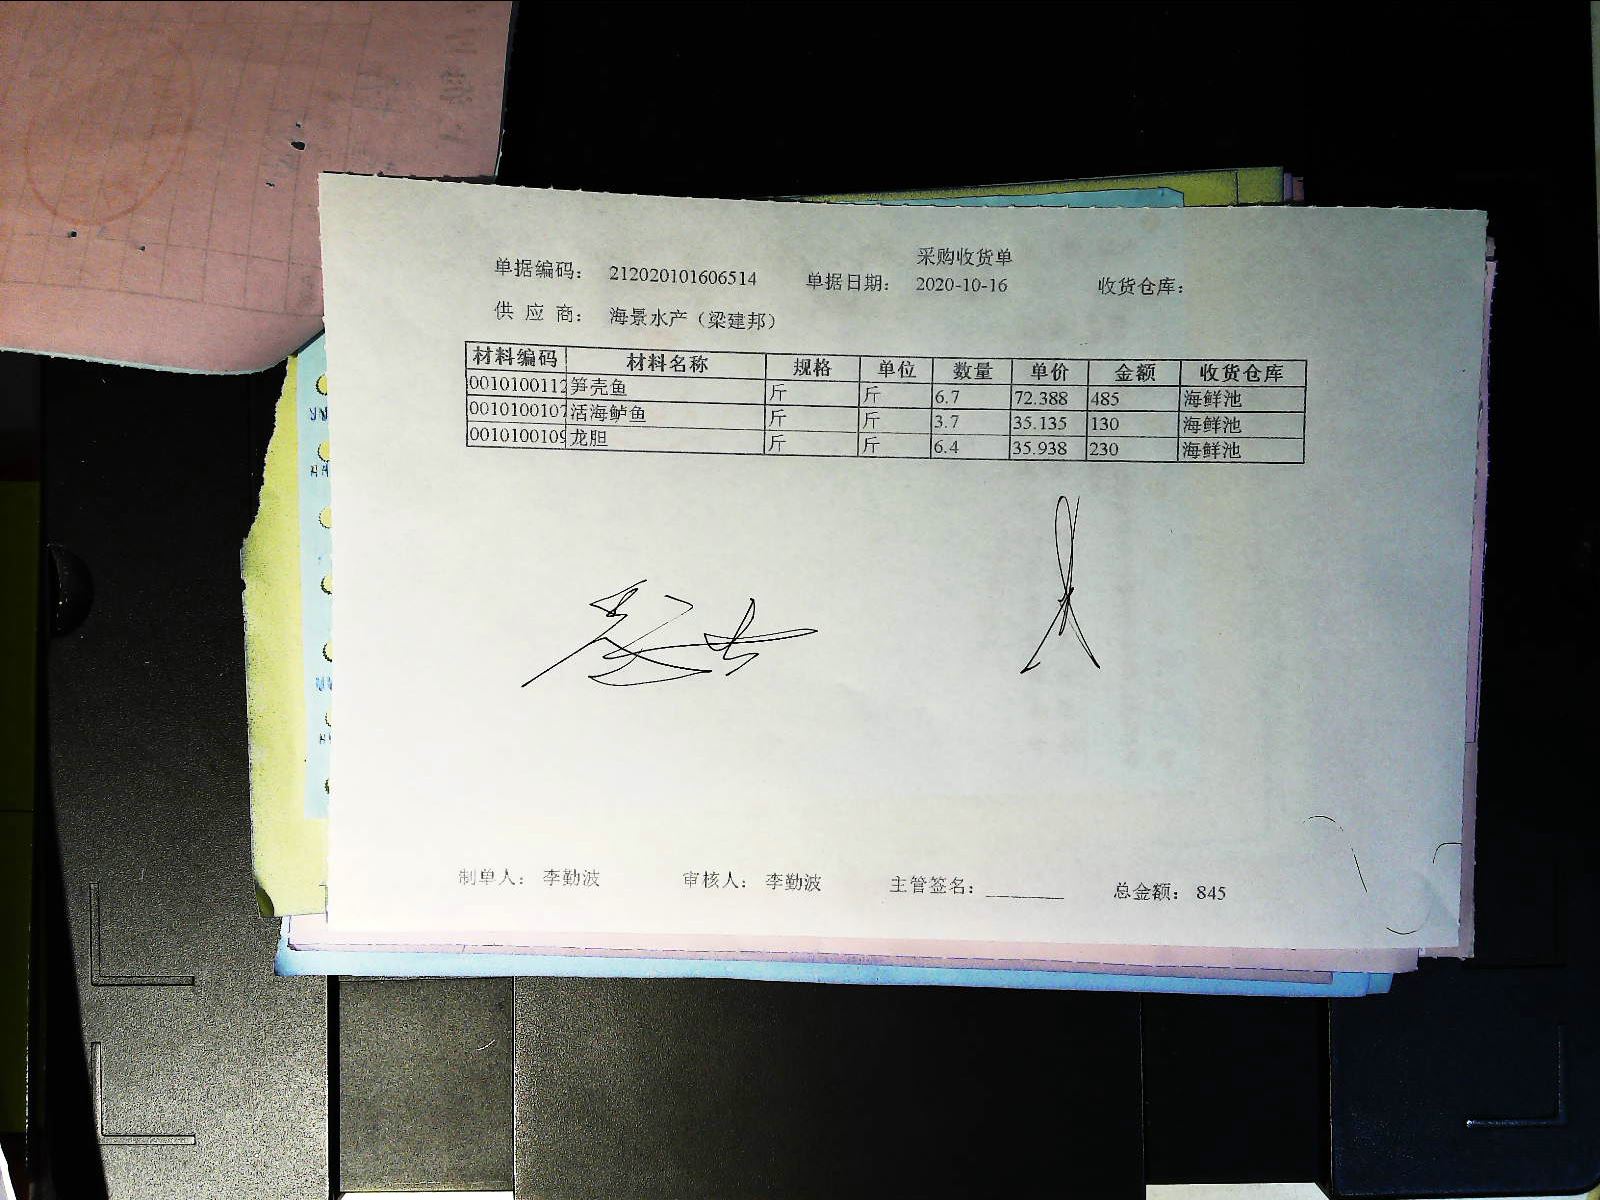 采购收货单
单据编码： 212020101606514 单据日期： 2020-10-16 收货仓库：
供 应 商： 海景水产（梁建邦）
材料编码 材料名称 规格 单位 数量 单价 金额 收货仓库
0010100112 笋壳鱼 斤 斤 6.7 72.388 485 海鲜池
0010100107 活海鲈鱼 斤 斤 3.7 35.135 130 海鲜池
0010100109 龙胆 斤 斤 6.4 35.938 230 海鲜池
制单人： 李勤波 审核人： 李勤波 主管签名：________ 总金额： 845